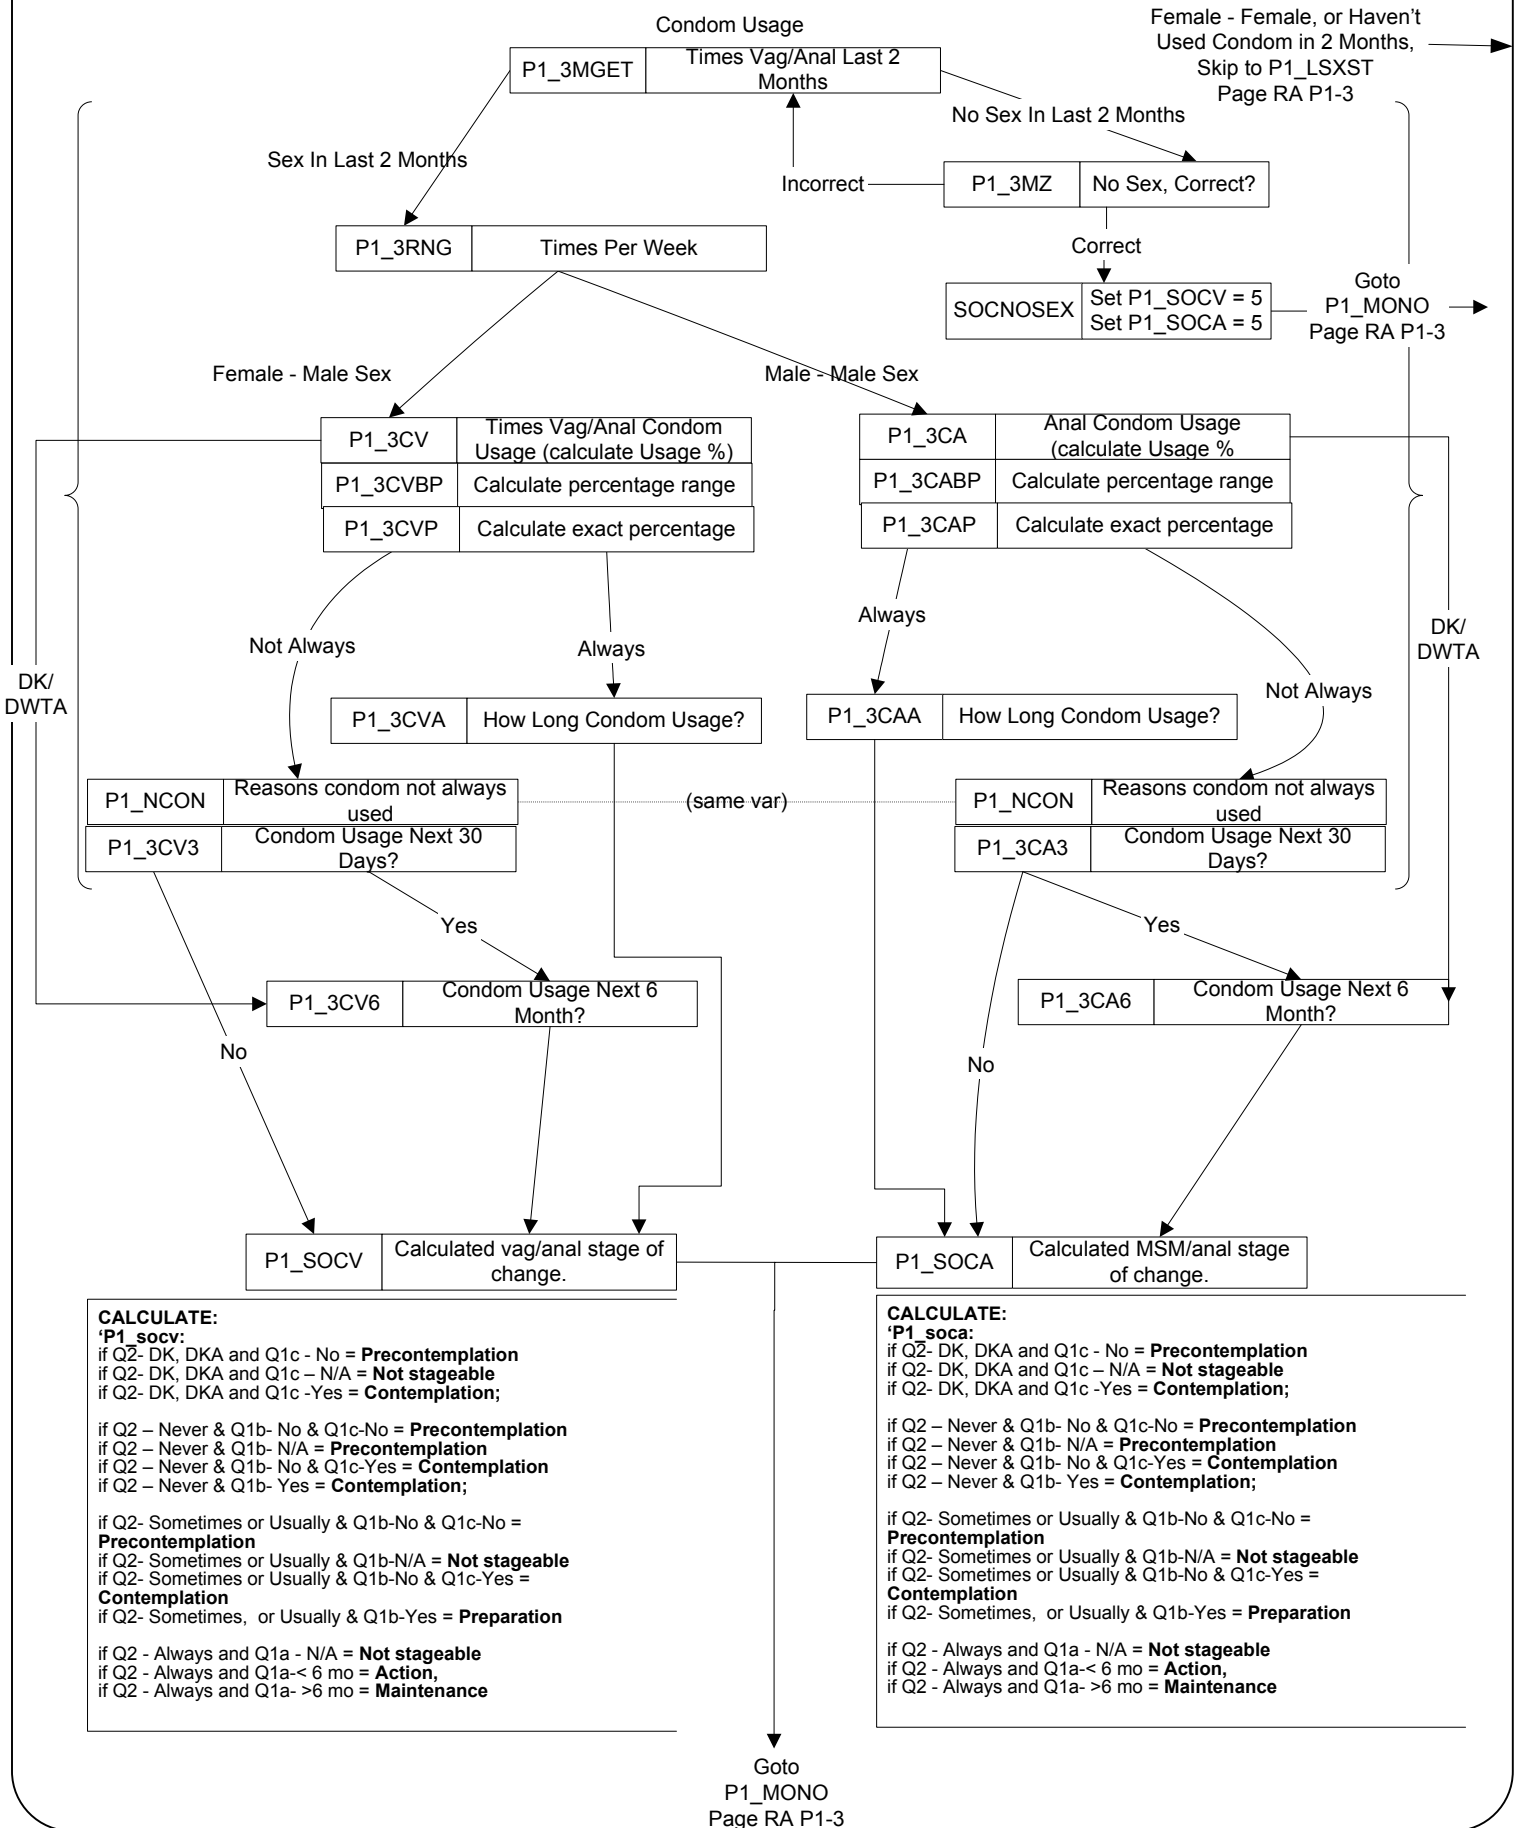 Condom Usage
Female - Female, or Haven't
Used Condom in 2 Months,
Skip to P1_LSXST
Page RA P1-3
P1_3MGET
Times Vag/Anal Last 2
Months
No Sex In Last 2 Months
Sex In Last 2 Months
Incorrect
P1_3MZ
No Sex, Correct?
P1_3RNG
Times Per Week
Correct
SOCNOSEX
Set P1_SOCV = 5
Set P1_SOCA = 5
Goto
P1_MONO
Page RA P1-3
Female - Male Sex
Male - Male Sex
P1_3CV
Times Vag/Anal Condom
Usage (calculate Usage %)
P1_3CVBP
Calculate percentage range
P1_3CVP
Calculate exact percentage
P1_3CA
Anal Condom Usage
(calculate Usage %
P1_3CABP
Calculate percentage range
P1_3CAP
Calculate exact percentage
Not Always
Always
Always
Not Always
DK/
DWTA
DK/
DWTA
P1_3CVA
How Long Condom Usage?
P1_3CAA
How Long Condom Usage?
P1_NCON
Reasons condom not always
used
(same var)
P1_NCON
Reasons condom not always
used
P1_3CV3
Condom Usage Next 30
Days?
P1_3CA3
Condom Usage Next 30
Days?
Yes
Yes
P1_3CV6
Condom Usage Next 6
Month?
P1_3CA6
Condom Usage Next 6
Month?
No
No
P1_SOCV
Calculated vag/anal stage of
change.
P1_SOCA
Calculated MSM/anal stage
of change.
CALCULATE:
‘P1_socv:
if Q2- DK, DKA and Q1c - No = Precontemplation
if Q2- DK, DKA and Q1c – N/A = Not stageable
if Q2- DK, DKA and Q1c -Yes = Contemplation;
if Q2 – Never & Q1b- No & Q1c-No = Precontemplation
if Q2 – Never & Q1b- N/A = Precontemplation
if Q2 – Never & Q1b- No & Q1c-Yes = Contemplation
if Q2 – Never & Q1b- Yes = Contemplation;
if Q2- Sometimes or Usually & Q1b-No & Q1c-No =
Precontemplation
if Q2- Sometimes or Usually & Q1b-N/A = Not stageable
if Q2- Sometimes or Usually & Q1b-No & Q1c-Yes =
Contemplation
if Q2- Sometimes, or Usually & Q1b-Yes = Preparation
if Q2 - Always and Q1a - N/A = Not stageable
if Q2 - Always and Q1a-< 6 mo = Action,
if Q2 - Always and Q1a- >6 mo = Maintenance
CALCULATE:
‘P1_soca:
if Q2- DK, DKA and Q1c - No = Precontemplation
if Q2- DK, DKA and Q1c – N/A = Not stageable
if Q2- DK, DKA and Q1c -Yes = Contemplation;
if Q2 – Never & Q1b- No & Q1c-No = Precontemplation
if Q2 – Never & Q1b- N/A = Precontemplation
if Q2 – Never & Q1b- No & Q1c-Yes = Contemplation
if Q2 – Never & Q1b- Yes = Contemplation;
if Q2- Sometimes or Usually & Q1b-No & Q1c-No =
Precontemplation
if Q2- Sometimes or Usually & Q1b-N/A = Not stageable
if Q2- Sometimes or Usually & Q1b-No & Q1c-Yes =
Contemplation
if Q2- Sometimes, or Usually & Q1b-Yes = Preparation
if Q2 - Always and Q1a - N/A = Not stageable
if Q2 - Always and Q1a-< 6 mo = Action,
if Q2 - Always and Q1a- >6 mo = Maintenance
Goto
P1_MONO
Page RA P1-3